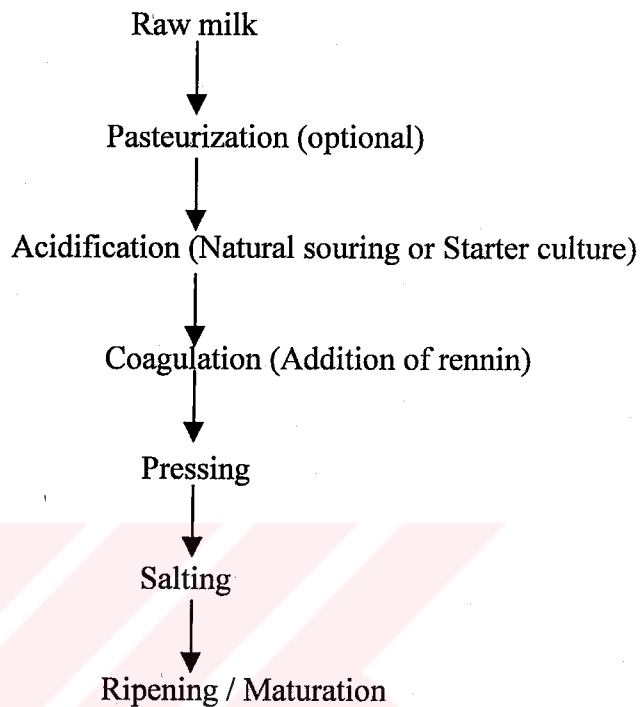 Raw milk
Pasteurization (optional)
Acidification (Natural souring or Starter culture)
Coagulation (Addition of rennin)
Pressing
Salting
Ripening / Maturation